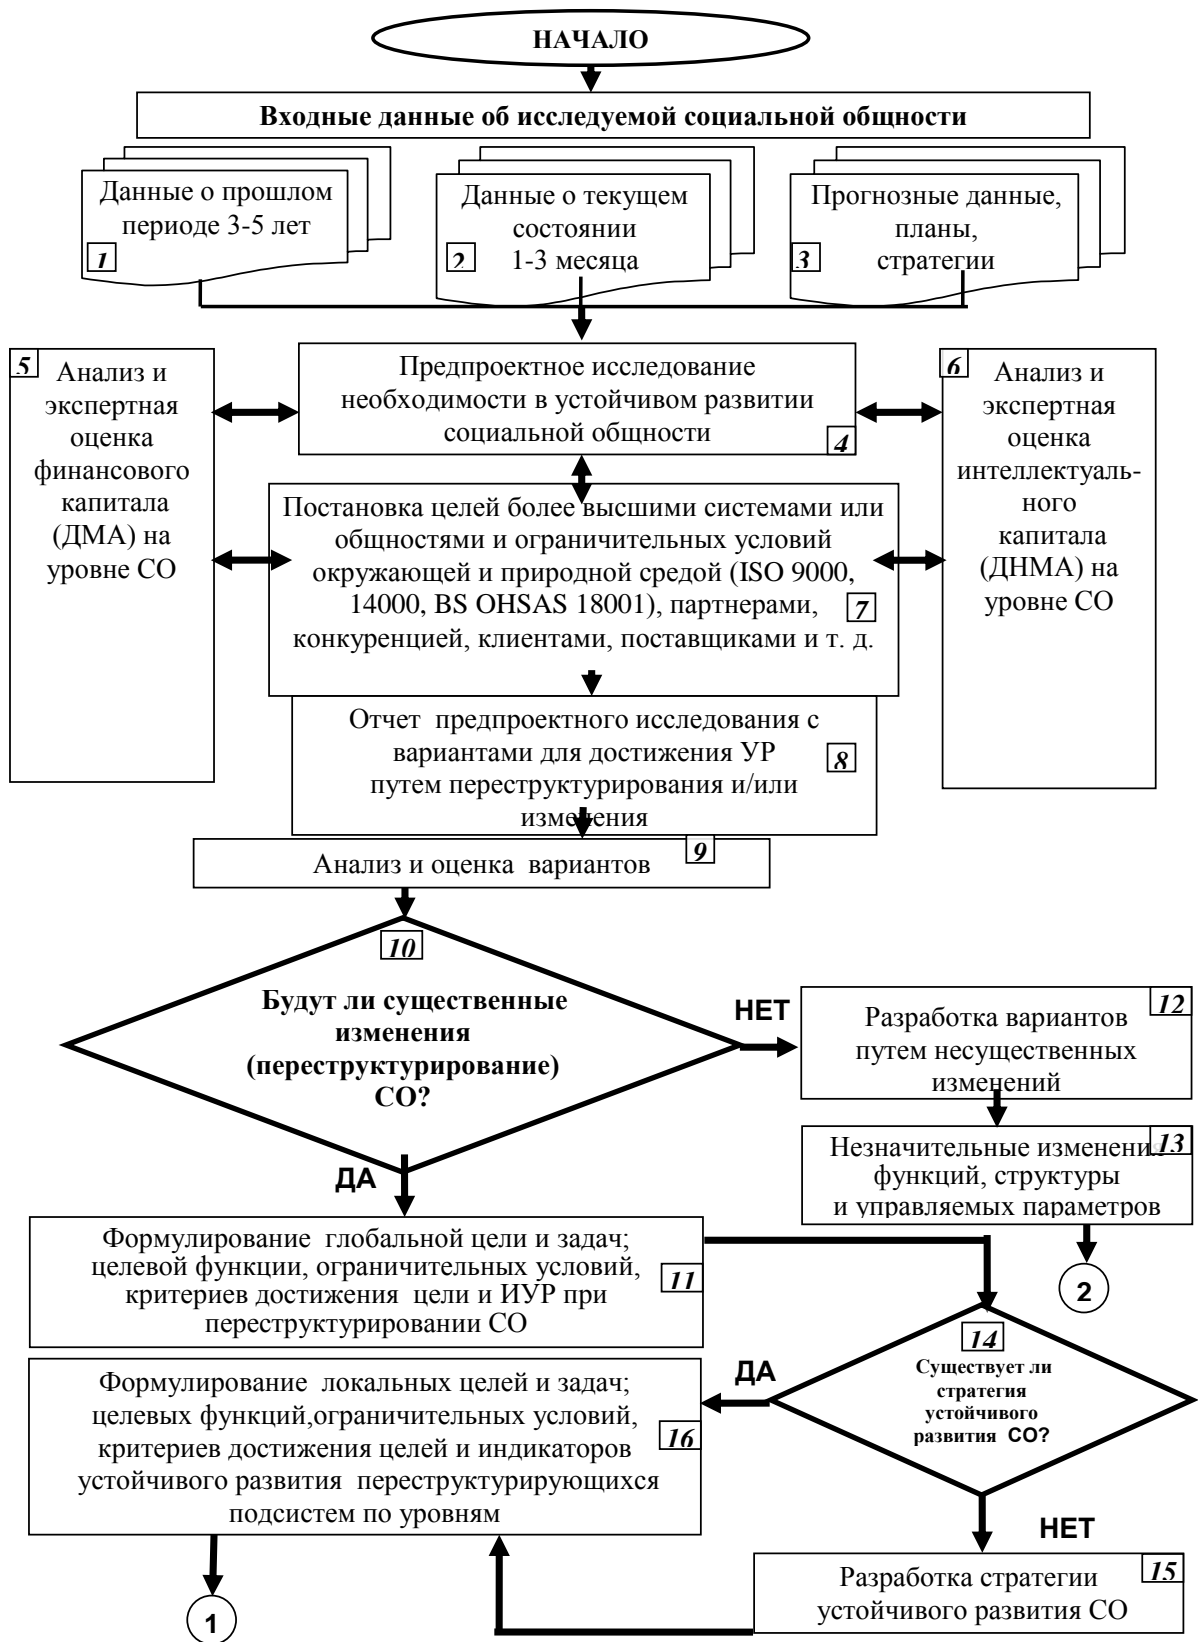 НАЧАЛО
Входные данные об исследуемой социальной общности
Данные о прошлом
периоде 3-5 лет
1
Данные о текущем
состоянии
1-3 месяца
2
Прогнозные данные,
планы,
стратегии
3
5
Анализ и
экспертная
оценка
финансового
капитала
(ДМА) на
уровне СО
Предпроектное исследование
необходимости в устойчивом развитии
социальной общности
4
6
Анализ и
экспертная
оценка
интеллектуаль-
ного
капитала
(ДНМА) на
уровне СО
Постановка целей более высшими системами или
общностями и ограничительных условий
окружающей и природной средой (ISO 9000,
14000, BS OHSAS 18001), партнерами,
7
конкуренцией, клиентами, поставщиками и т. д.
Отчет предпроектного исследования с
вариантами для достижения УР
8
путем переструктурирования и/или
изменения
9
Анализ и оценка вариантов
10
Будут ли существенные
изменения
(переструктурирование)
СО?
НЕТ
12
Разработка вариантов
путем несущественных
изменений
13
Незначительные изменения
функций, структуры
и управляемых параметров
2
ДА
Формулирование глобальной цели и задач;
целевой функции, ограничительных условий,
11
критериев достижения цели и ИУР при
переструктурировании СО
14
Существует ли
стратегия
устойчивого
развития СО?
ДА
Формулирование локальных целей и задач;
целевых функций,ограничительных условий,
16
критериев достижения целей и индикаторов
устойчивого развития переструктурирующихся
подсистем по уровням
НЕТ
15
Разработка стратегии
устойчивого развития СО
1